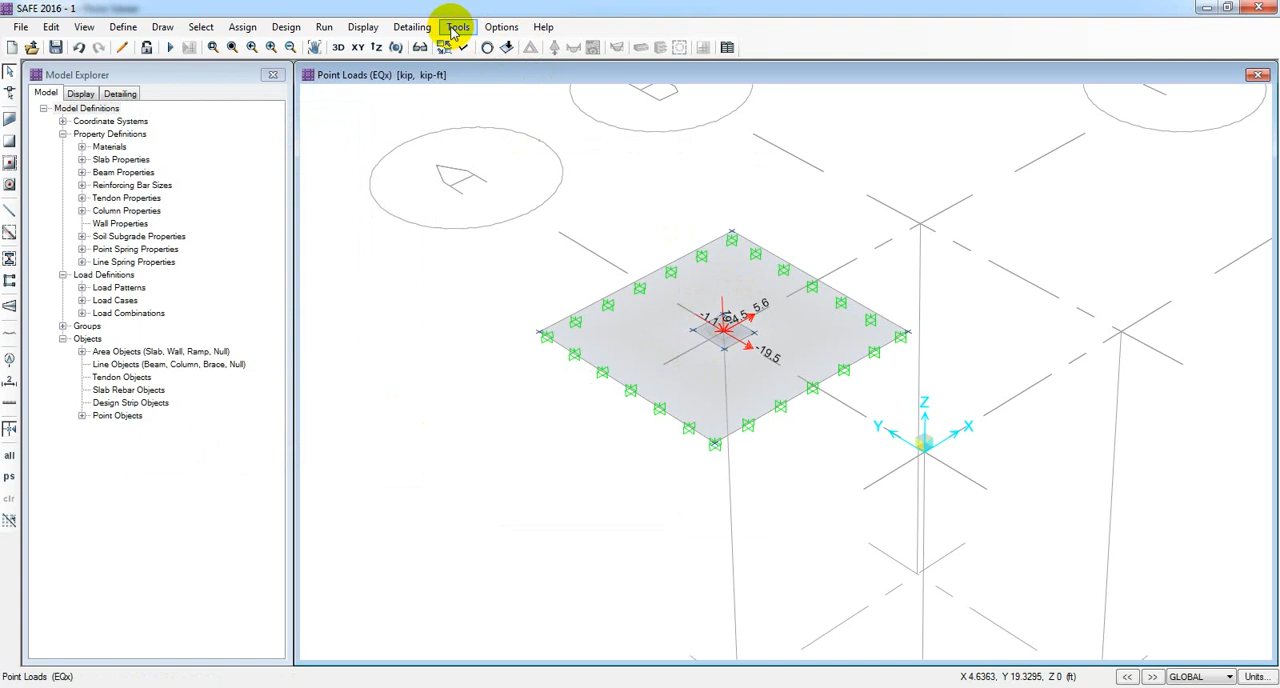 SAFE 2016 - 1
File Edit View Define Draw Select Assign Design Run Display Detailing Tools Options Help
3D XY
Model Explorer
Model Display Detailing
Model Definitions
Coordinate Systems
Property Definitions
Materials
Slab Properties
Beam Properties
Reinforcing Bar Sizes
Tendon Properties
Column Properties
Wall Properties
Soil Subgrade Properties
Point Spring Properties
Line Spring Properties
Load Definitions
Load Patterns
Load Cases
Load Combinations
Groups
Objects
Area Objects (Slab, Wall, Ramp, Null)
Line Objects (Beam, Column, Brace, Null)
Tendon Objects
Slab Rebar Objects
Design Strip Objects
Point Objects
all
ps
clr
Point Loads (EQx) [kip, kip-ft]
A
5.6
-19.5
Z
Y
X
Point Loads (EQx)
X 4.6363, Y 19.3295, Z 0 (ft)
<< >> GLOBAL Units...